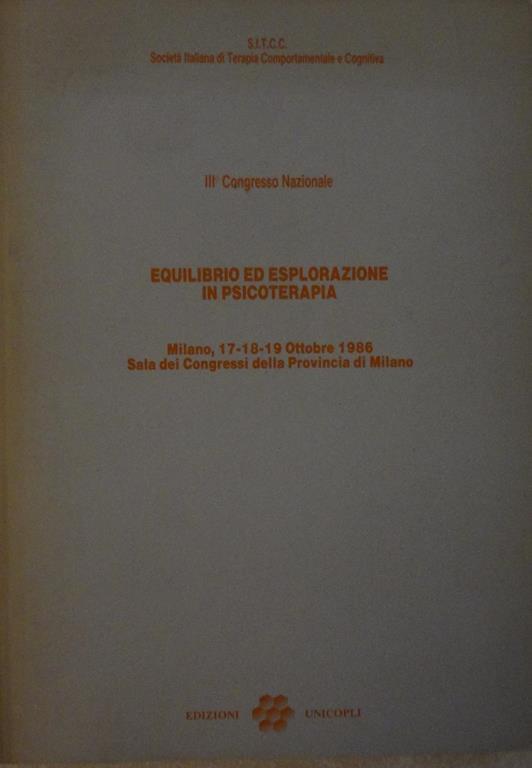 S.I.T.C.C.
Società Italiana di Terapia Comportamentale e Cognitiva
III° Congresso Nazionale
EQUILIBRIO ED ESPLORAZIONE
IN PSICOTERAPIA
Milano, 17-18-19 Ottobre 1986
Sala dei Congressi della Provincia di Milano
EDIZIONI UNICOPLI